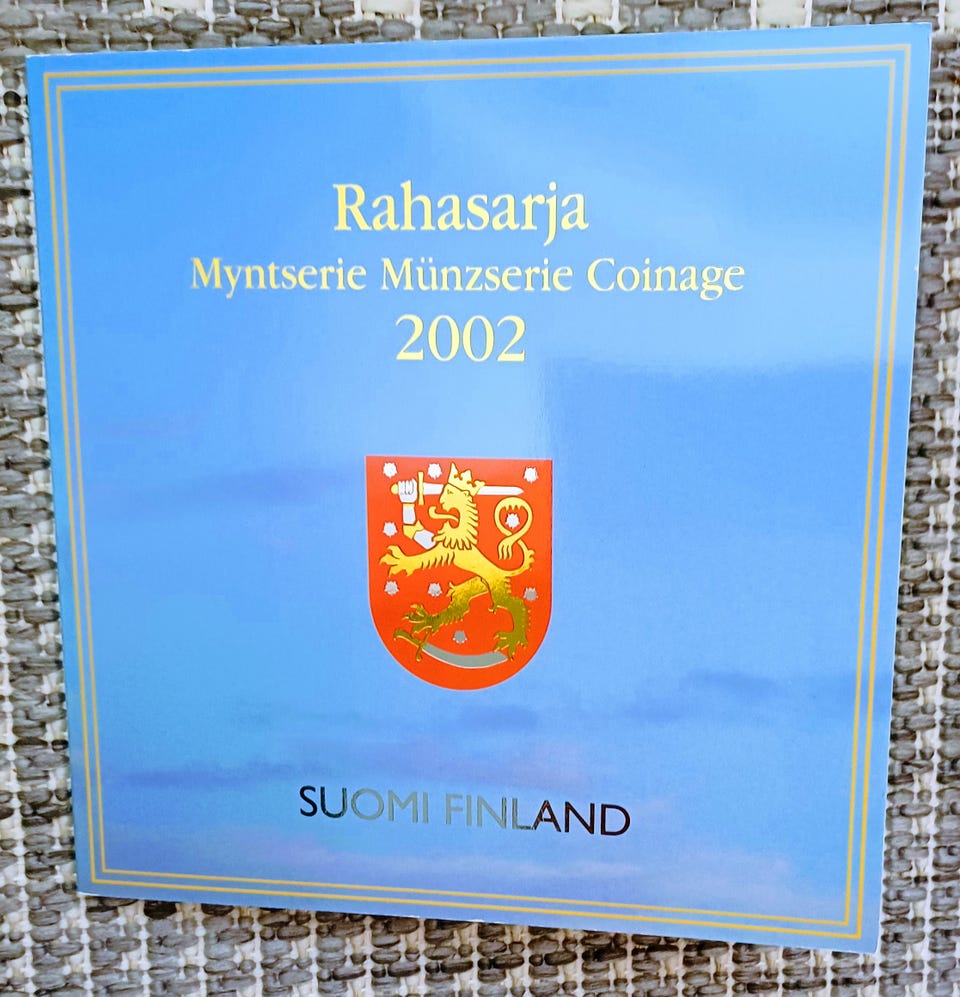 Rahasarja
Myntserie Münzserie Coinage
2002
SUOMI FINLAND